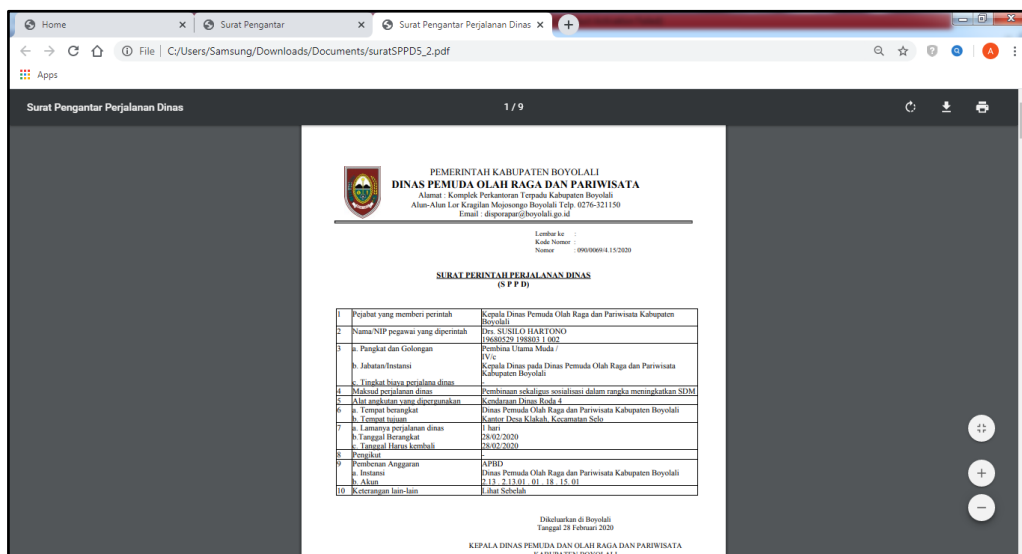 Home
Surat Pengantar
Surat Pengantar Perjalanan Dinas
File | C:/Users/Samsung/Downloads/Documents/suratSPPD5_2.pdf
A
Apps
Surat Pengantar Perjalanan Dinas
1 / 9
PEMERINTAH KABUPATEN BOYOLALI
DINAS PEMUDA OLAH RAGA DAN PARIWISATA
Alamat : Komplek Perkantoran Terpadu Kabupaten Boyolali
Alun-Alun Lor Kragilan Mojosongo Boyolali Telp. 0276-321150
Email : disporapar@boyolali.go.id
Lembar ke :
Kode Nomor :
Nomor : 090/0069/4.15/2020
SURAT PERINTAH PERJALANAN DINAS
(S P P D)
1 Pejabat yang memberi perintah Kepala Dinas Pemuda Olah Raga dan Pariwisata Kabupaten
Boyolali
2 Nama/NIP pegawai yang diperintah Drs. SUSILO HARTONO
19680529 198803 1 002
3 a. Pangkat dan Golongan Pembina Utama Muda /
IV/c
b. Jabatan/Instansi Kepala Dinas pada Dinas Pemuda Olah Raga dan Pariwisata
Kabupaten Boyolali
c. Tingkat biaya perjalana dinas -
4 Maksud perjalanan dinas Pembinaan sekaligus sosialisasi dalam rangka meningkatkan SDM
5 Alat angkutan yang dipergunakan Kendaraan Dinas Roda 4
6 a. Tempat berangkat Dinas Pemuda Olah Raga dan Pariwisata Kabupaten Boyolali
b. Tempat tujuan Kantor Desa Klakah, Kecamatan Selo
7 a. Lamanya perjalanan dinas 1 hari
b.Tanggal Berangkat 28/02/2020
c. Tanggal Harus kembali 28/02/2020
8 Pengikut -
9 Pembenan Anggaran APBD
a. Instansi Dinas Pemuda Olah Raga dan Pariwisata Kabupaten Boyolali
b. Akun 2.13 . 2.13.01 . 01 . 18 . 15. 01
10 Keterangan lain-lain Lihat Sebelah
Dikeluarkan di Boyolali
Tanggal 28 Februari 2020
KEPALA DINAS PEMUDA DAN OLAH RAGA DAN PARIWISATA
KABUPATEN BOYOLALI